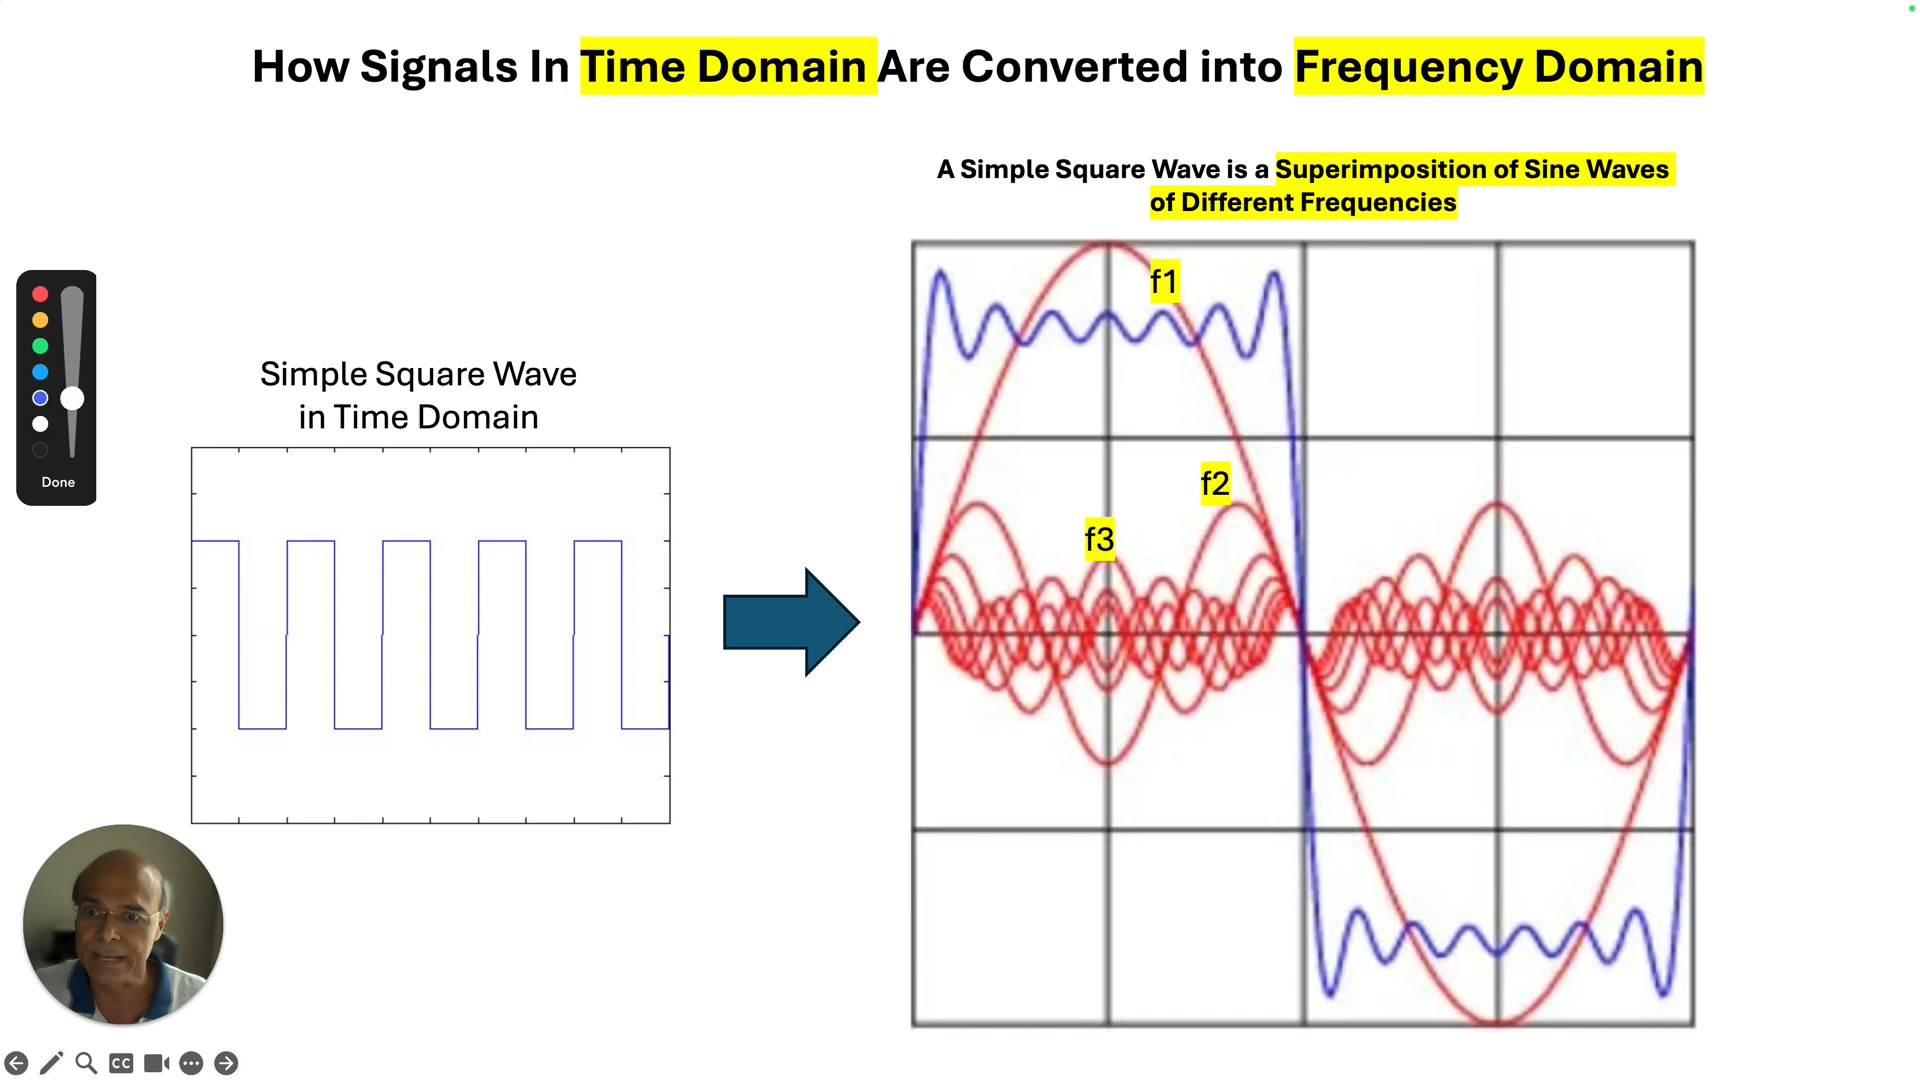 How Signals In Time Domain Are Converted into Frequency Domain
A Simple Square Wave is a Superimposition of Sine Waves
of Different Frequencies
f1
f2
f3
Simple Square Wave
in Time Domain
Done
CC